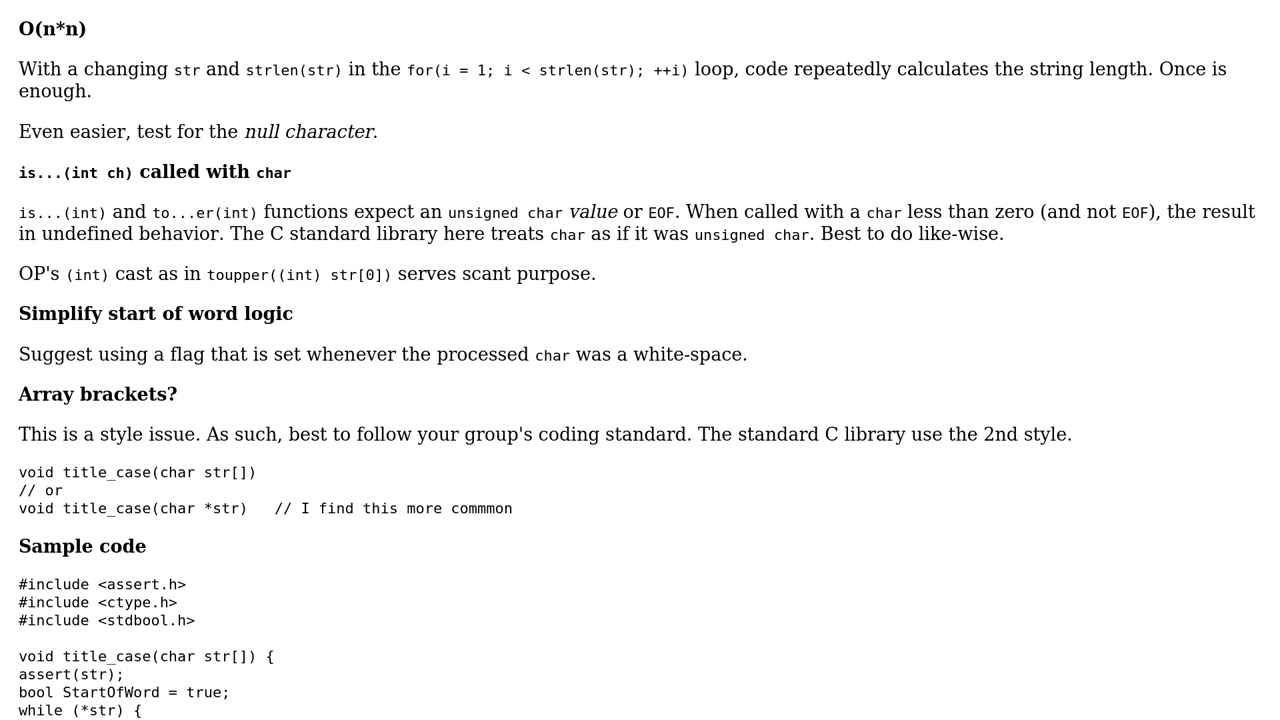 O(n*n)
With a changing str and strlen(str) in the for(i = 1; i < strlen(str); ++i) loop, code repeatedly calculates the string length. Once is
enough.
Even easier, test for the null character.
is...(int ch) called with char
is...(int) and to...er(int) functions expect an unsigned char value or EOF. When called with a char less than zero (and not EOF), the result
in undefined behavior. The C standard library here treats char as if it was unsigned char. Best to do like-wise.
OP's (int) cast as in toupper((int) str[0]) serves scant purpose.
Simplify start of word logic
Suggest using a flag that is set whenever the processed char was a white-space.
Array brackets?
This is a style issue. As such, best to follow your group's coding standard. The standard C library use the 2nd style.
void title_case(char str[])
// or
void title_case(char *str)   // I find this more commmon
Sample code
#include <assert.h>
#include <ctype.h>
#include <stdbool.h>
void title_case(char str[]) {
assert(str);
bool StartOfWord = true;
while (*str) {